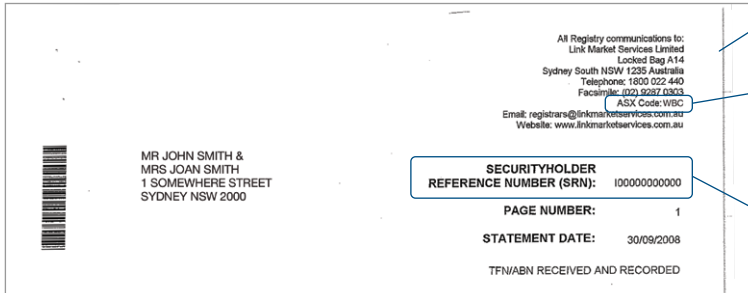 All Registry communications to:
Link Market Services Limited
Locked Bag A14
Sydney South NSW 1235 Australia
Telephone: 1800 022 440
Facsimile: (02) 9287 0303
ASX Code: WBC
Email: registrars@linkmarketservices.com.au
Website: www.linkmarketservices.com.au
MR JOHN SMITH &
MRS JOAN SMITH
1 SOMEWHERE STREET
SYDNEY NSW 2000
SECURITYHOLDER
REFERENCE NUMBER (SRN): I00000000000
PAGE NUMBER: 1
STATEMENT DATE: 30/09/2008
TFN/ABN RECEIVED AND RECORDED